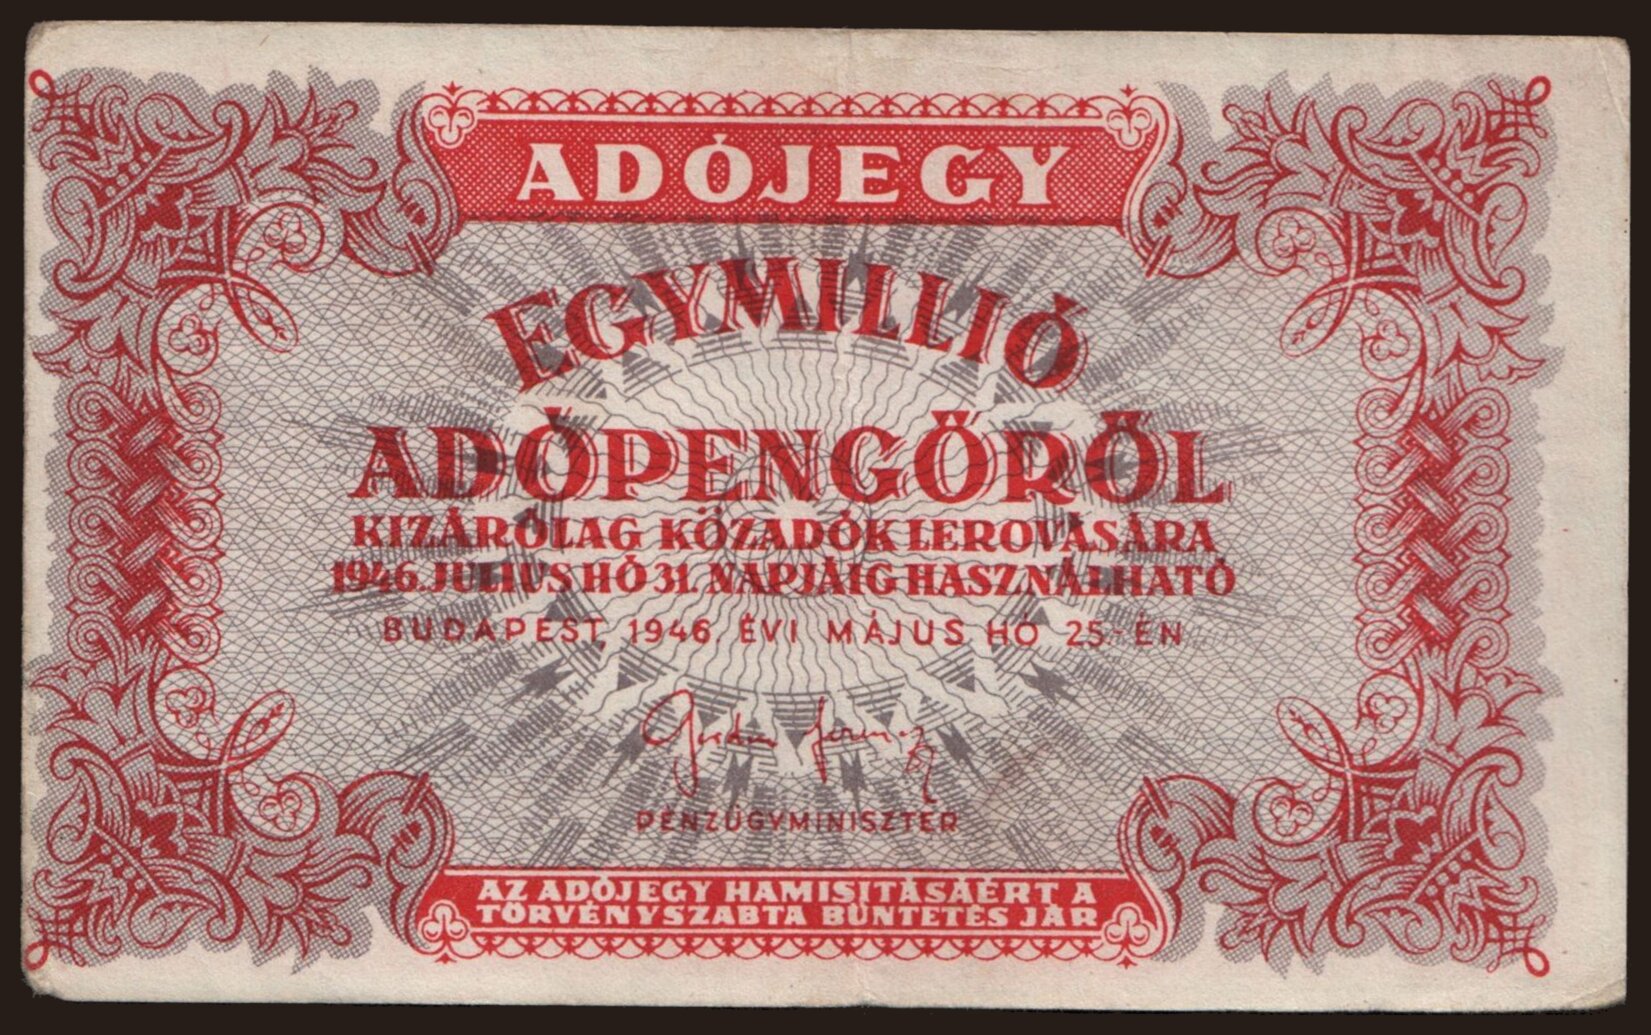 ADÓJEGY
EGYMILLIÓ
ADÓPENGŐRŐL
KIZÁRÓLAG KÖZADÓK LEROVÁSÁRA
1946. JULIUS HÓ 31. NAPJÁIG HASZNÁLHATÓ
BUDAPEST, 1946 ÉVI MÁJUS HÓ 25-ÉN
PÉNZÜGYMINISZTER
AZ ADÓJEGY HAMISÍTÁSÁÉRT A
TÖRVÉNYSZABTA BÜNTETÉS JÁR